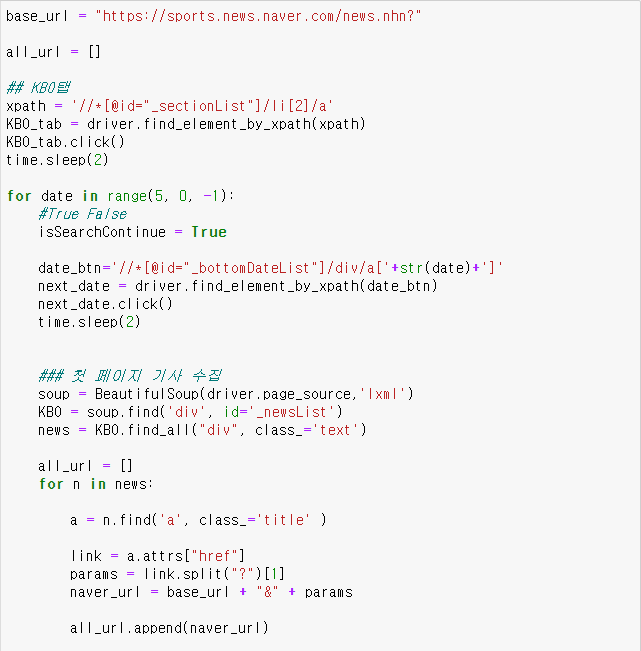 base_url = "https://sports.news.naver.com/news.nhn?"
all_url = []
## KBO탭
xpath = '//*[@id="_sectionList"]/li[2]/a'
KBO_tab = driver.find_element_by_xpath(xpath)
KBO_tab.click()
time.sleep(2)
for date in range(5, 0, -1):
#True False
isSearchContinue = True
date_btn='//*[@id="_bottomDateList"]/div/a['+str(date)+']'
next_date = driver.find_element_by_xpath(date_btn)
next_date.click()
time.sleep(2)
### 첫 페이지 기사 수집
soup = BeautifulSoup(driver.page_source,'lxml')
KBO = soup.find('div', id='_newsList')
news = KBO.find_all("div", class_='text')
all_url = []
for n in news:
a = n.find('a', class_='title' )
link = a.attrs["href"]
params = link.split("?")[1]
naver_url = base_url + "&" + params
all_url.append(naver_url)